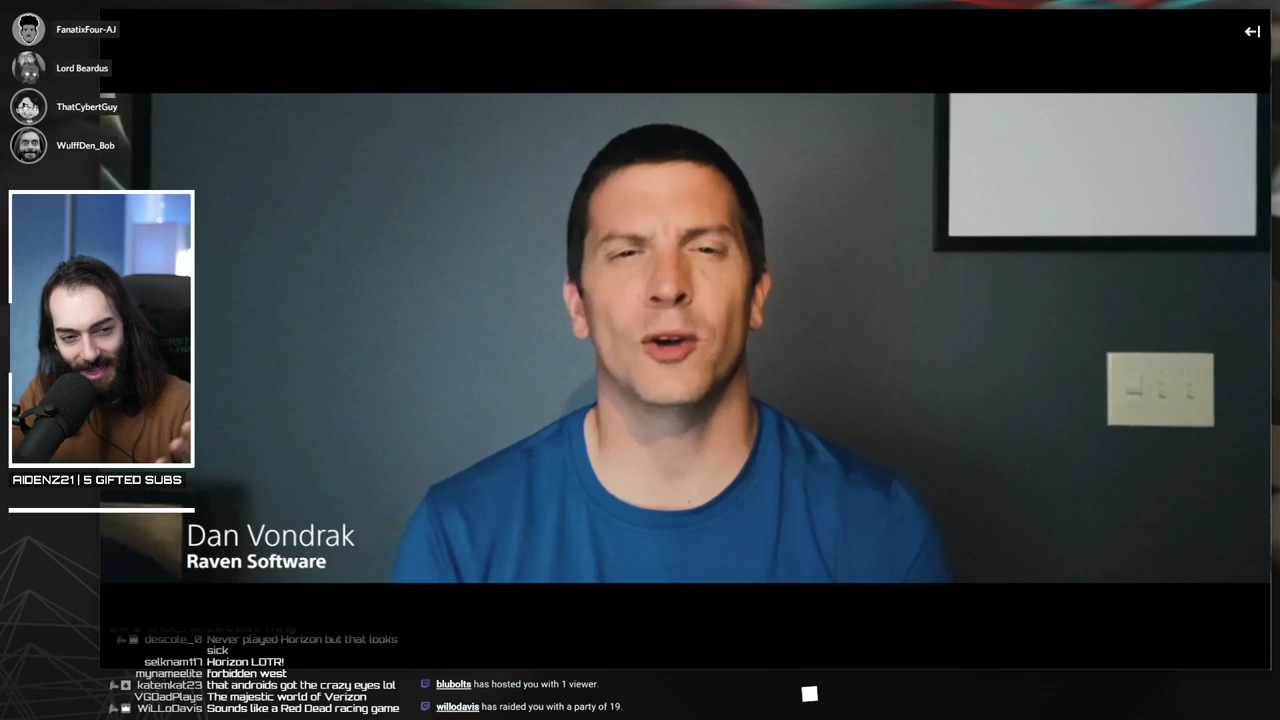 FanatixFour-AJ
Lord Beardus
ThatCybertGuy
WulffDen_Bob
AIDENZ21 | 5 GIFTED SUBS
Dan Vondrak
Raven Software
descole_0 Never played Horizon but that looks
sick
selknam117 Horizon LOTR!
mynameelite forbidden west
katemkat23 that androids got the crazy eyes lol
VGDadPlays The majestic world of Verizon
WiLLoDavis Sounds like a Red Dead racing game
blubolts has hosted you with 1 viewer.
willodavis has raided you with a party of 19.